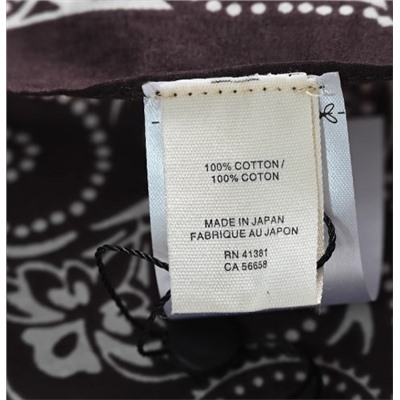 100% COTTON /
100% COTON
MADE IN JAPAN
FABRIQUE AU JAPON
RN 41381
CA 56658